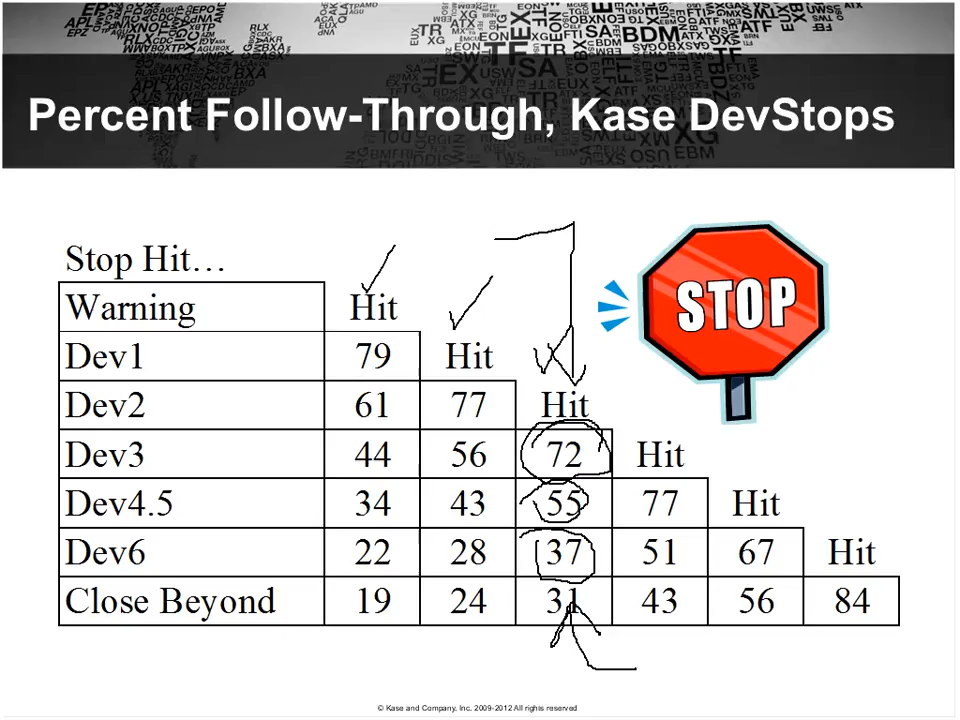 Percent Follow-Through, Kase DevStops
STOP
Stop Hit…
Warning Hit
Dev1 79 Hit
Dev2 61 77 Hit
Dev3 44 56 72 Hit
Dev4.5 34 43 55 77 Hit
Dev6 22 28 37 51 67 Hit
Close Beyond 19 24 31 43 56 84
© Kase and Company, Inc. 2009-2012 All rights reserved